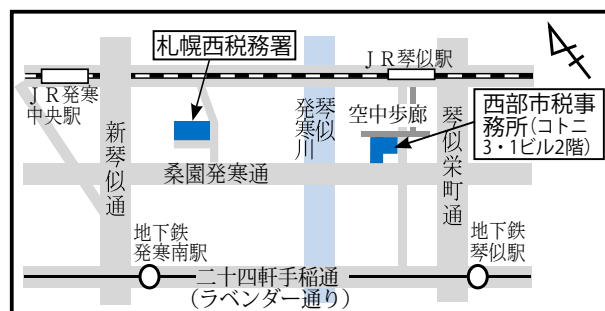 札幌西税務署
ＪＲ琴似駅
ＪＲ発寒
中央駅
新琴似通
琴似
発寒川
空中歩廊
琴似栄町通
西部市税事
務所(コトニ
3・1ビル2階)
桑園発寒通
地下鉄
発寒南駅
地下鉄
琴似駅
二十四軒手稲通
(ラベンダー通り)